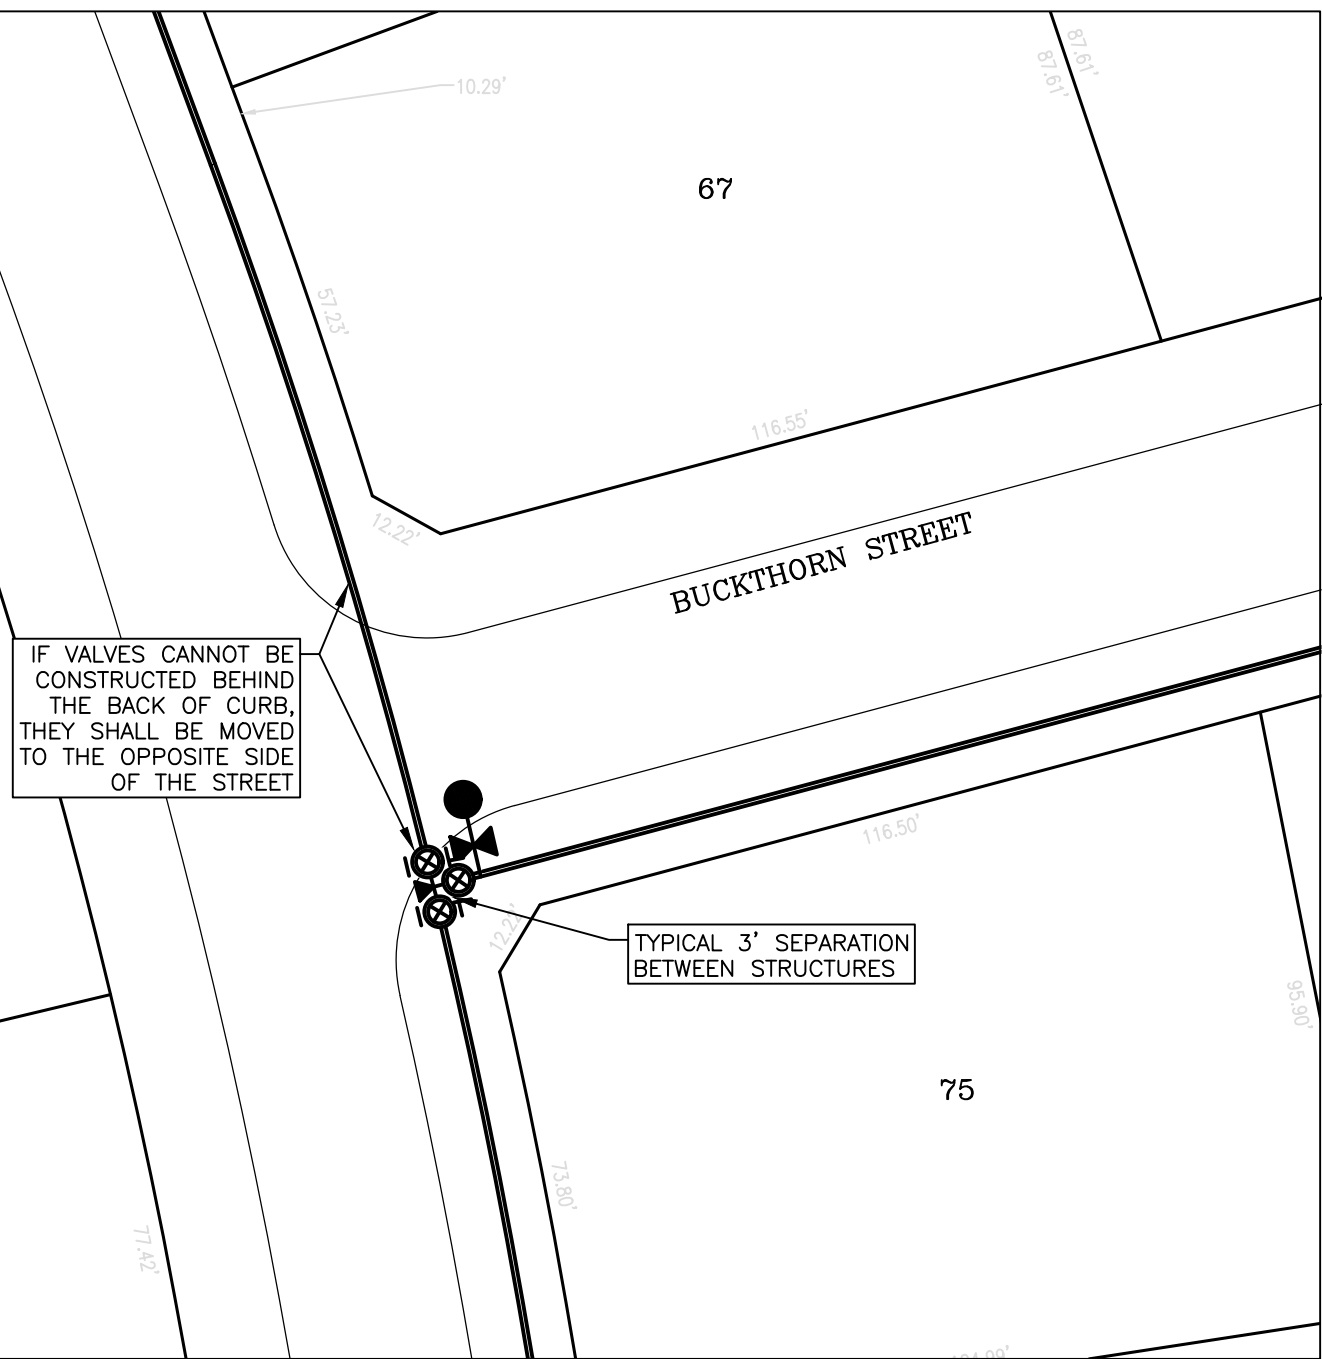 10.29'
87.61'
87.61'
67
57.23'
116.55'
12.22'
BUCKTHORN STREET
IF VALVES CANNOT BE
CONSTRUCTED BEHIND
THE BACK OF CURB,
THEY SHALL BE MOVED
TO THE OPPOSITE SIDE
OF THE STREET
116.50'
12.22'
TYPICAL 3' SEPARATION
BETWEEN STRUCTURES
95.90'
75
73.80'
77.42'